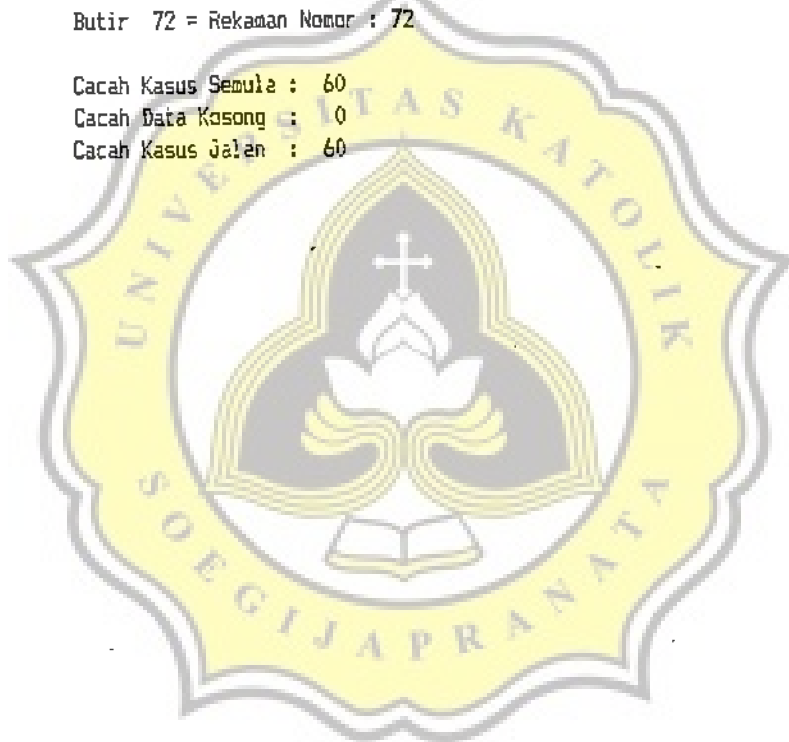 Butir 72 = Rekaman Nomor : 72
Cacah Kasus Semula : 60
Cacah Data Kosong : 0
Cacah Kasus Jalan : 60
UNIVERSITAS KATOLIK
SOEGIJAPRANATA